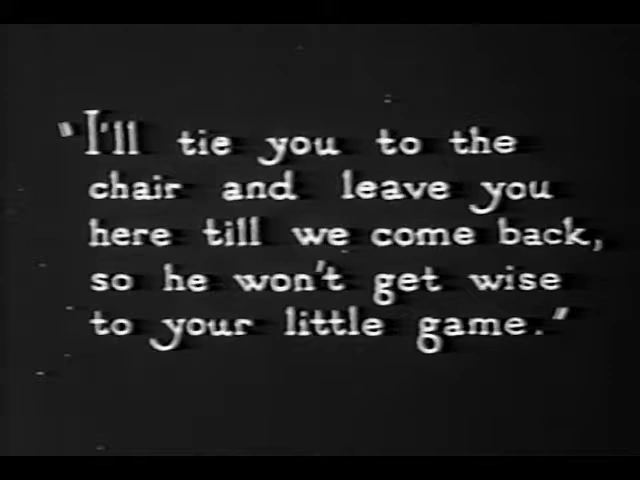 "I'll tie you to the
chair and leave you
here till we come back,
so he won't get wise
to your little game."